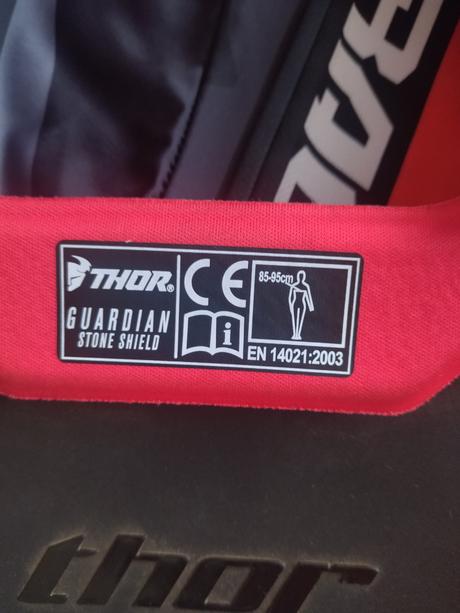 THOR®
GUARDIAN
STONE SHIELD
CE
i
85-95cm
EN 14021:2003
thor